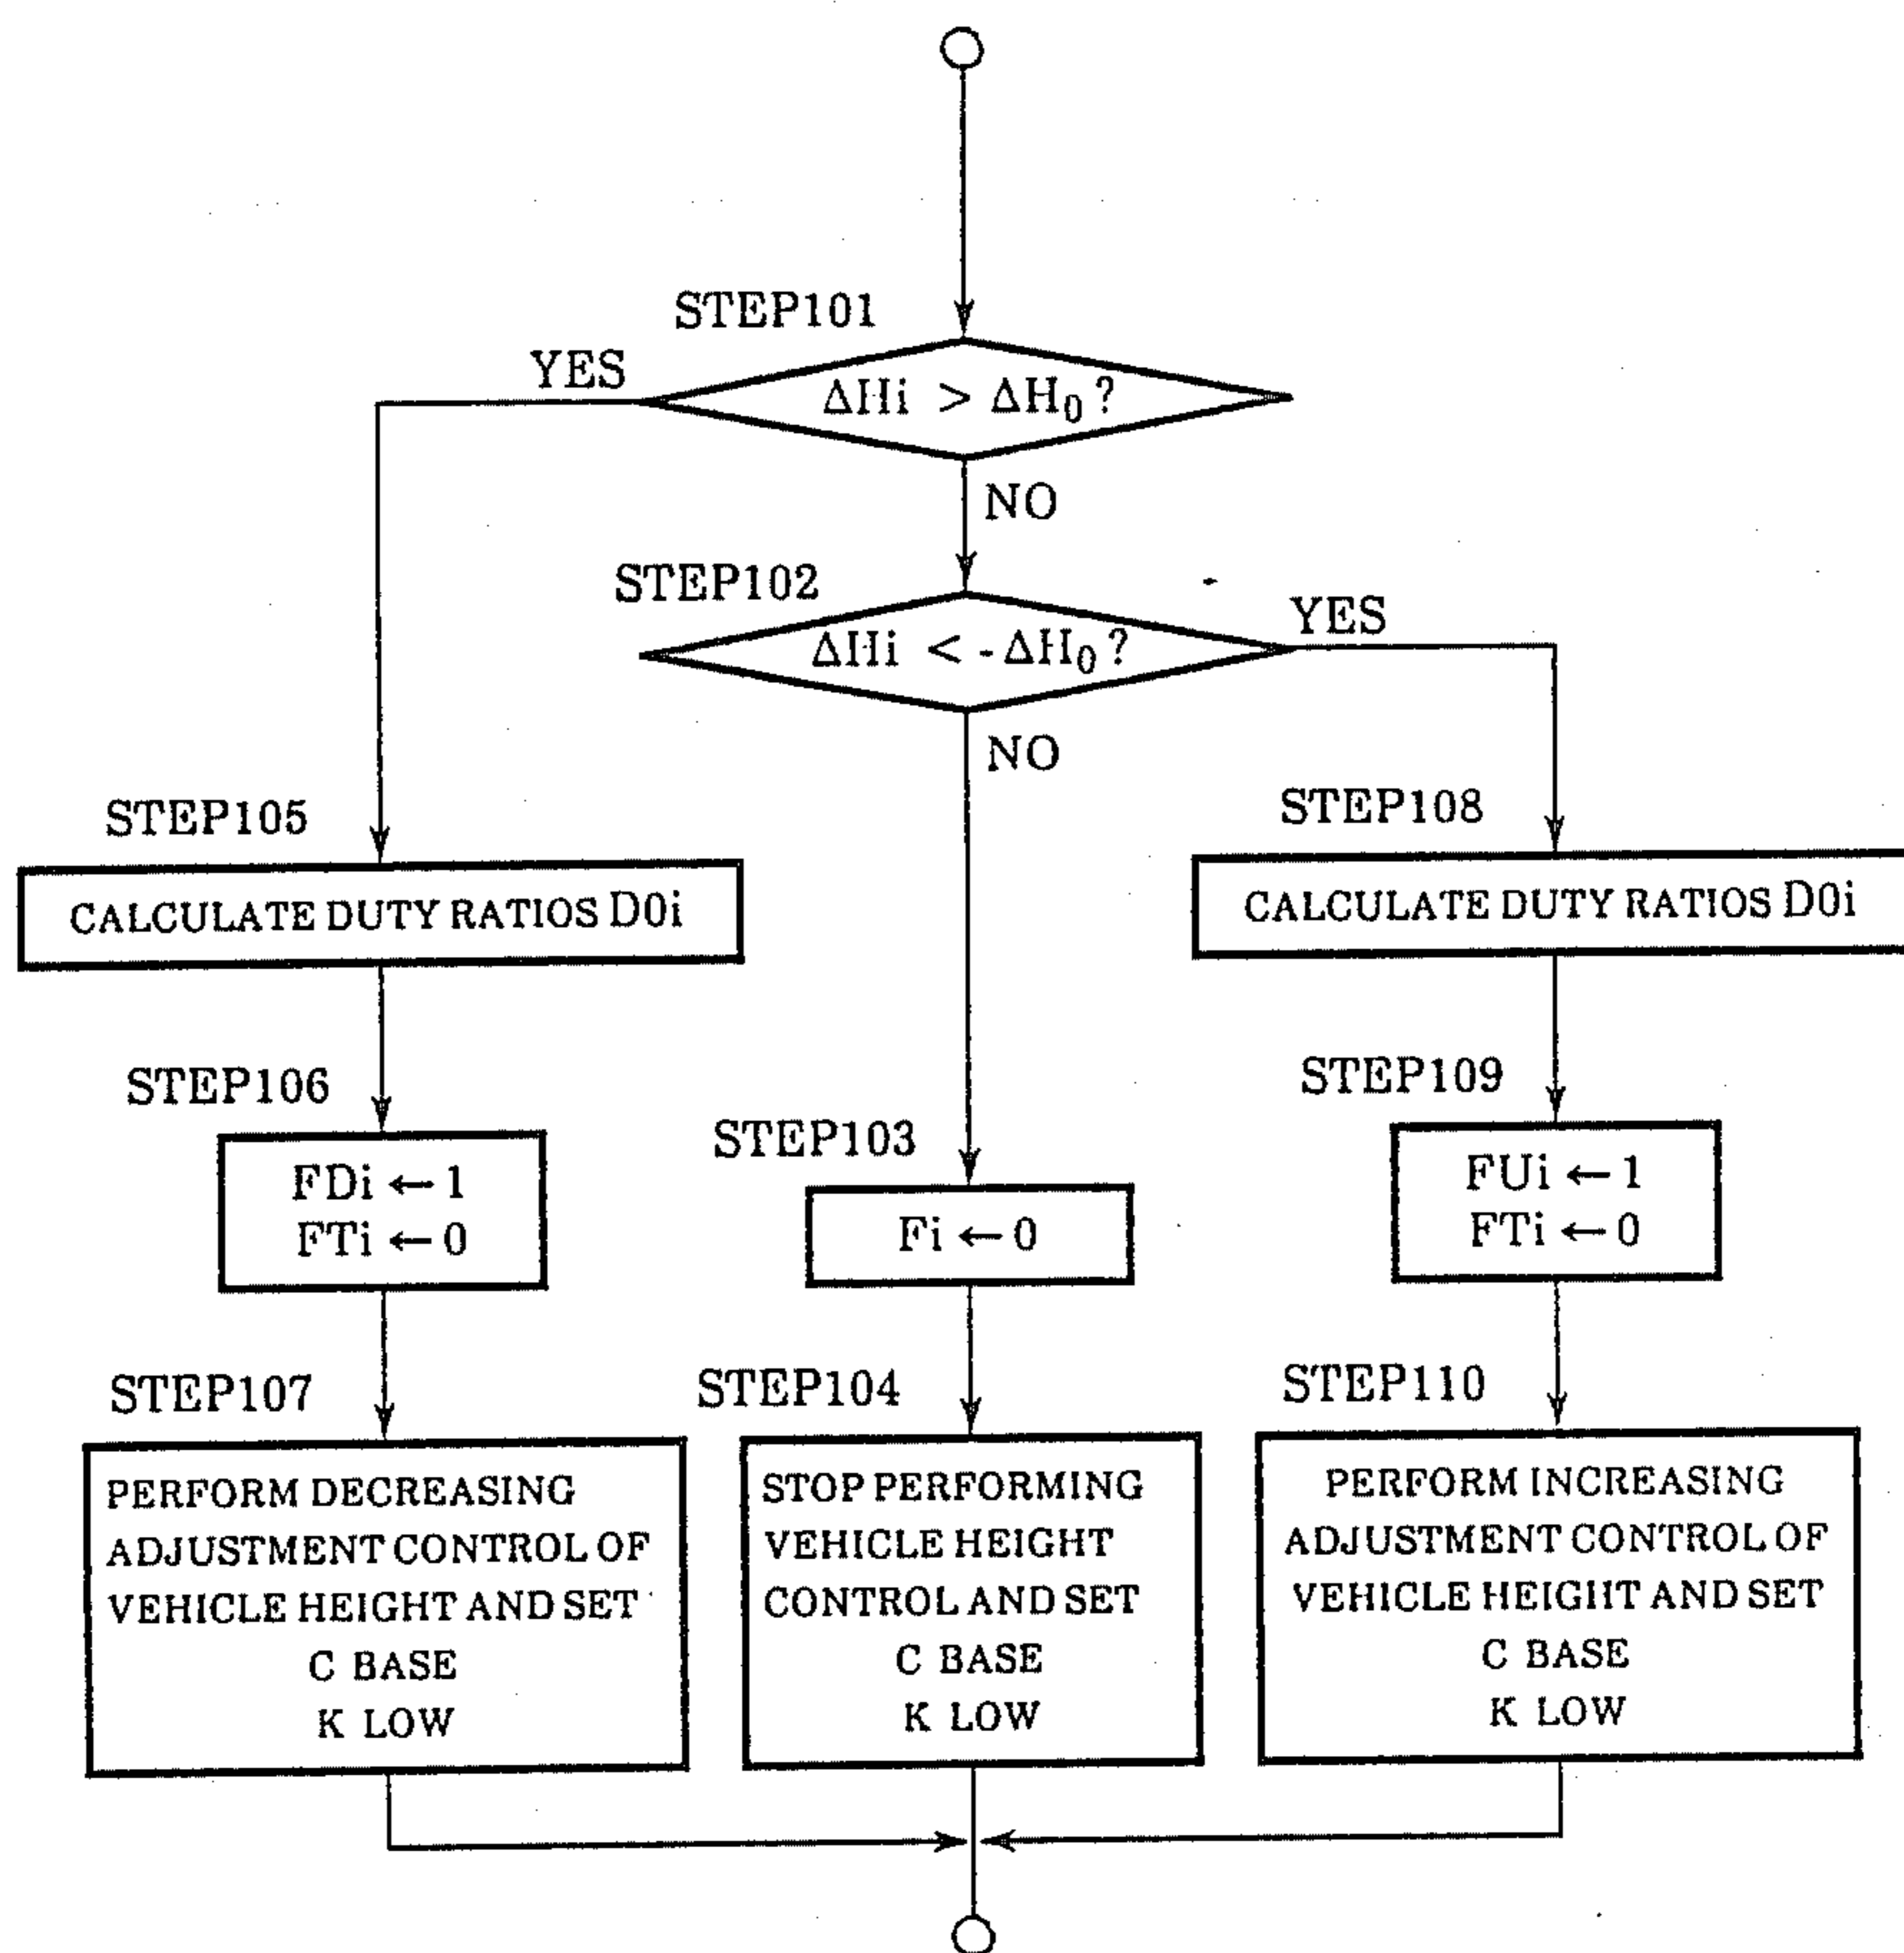 STEP101
YES
ΔHi > ΔH₀ ?
NO
STEP102
YES
ΔHi < -ΔH₀ ?
NO
STEP105
CALCULATE DUTY RATIOS D0i
STEP108
CALCULATE DUTY RATIOS D0i
STEP106
FDi ← 1
FTi ← 0
STEP103
Fi ← 0
STEP109
FUi ← 1
FTi ← 0
STEP107
PERFORM DECREASING
ADJUSTMENT CONTROL OF
VEHICLE HEIGHT AND SET
C BASE
K LOW
STEP104
STOP PERFORMING
VEHICLE HEIGHT
CONTROL AND SET
C BASE
K LOW
STEP110
PERFORM INCREASING
ADJUSTMENT CONTROL OF
VEHICLE HEIGHT AND SET
C BASE
K LOW